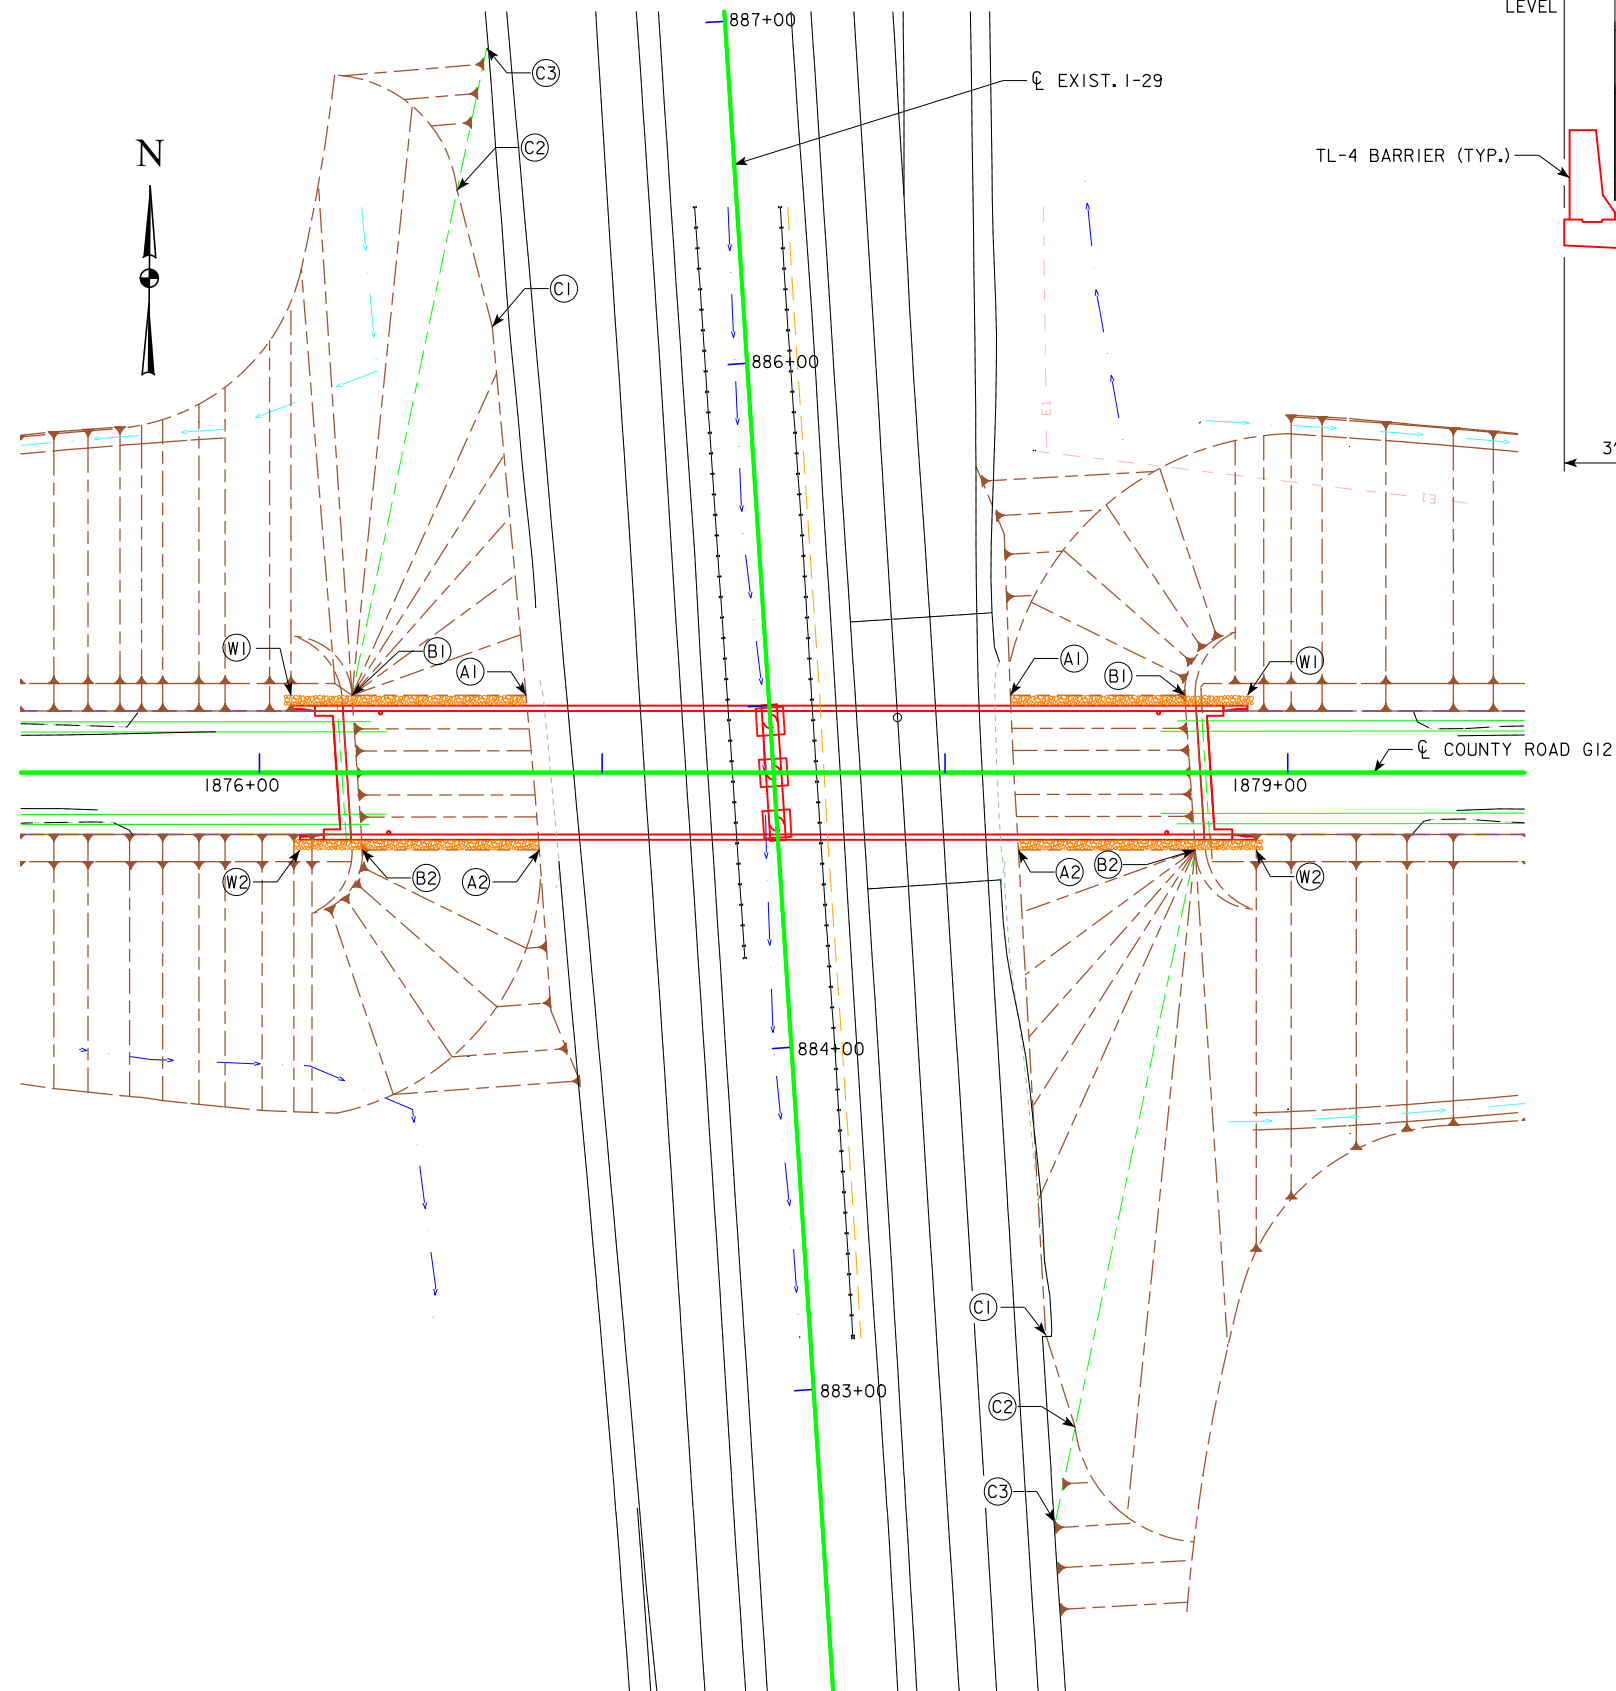 LEVEL
887+00
C3
℄ EXIST. I-29
N
C2
TL-4 BARRIER (TYP.)
C1
886+00
E1
3'
E1
W1
B1
A1
A1
B1
W1
℄ COUNTY ROAD G12
1876+00
1879+00
W2
B2
A2
A2
B2
W2
884+00
C1
883+00
C2
C3